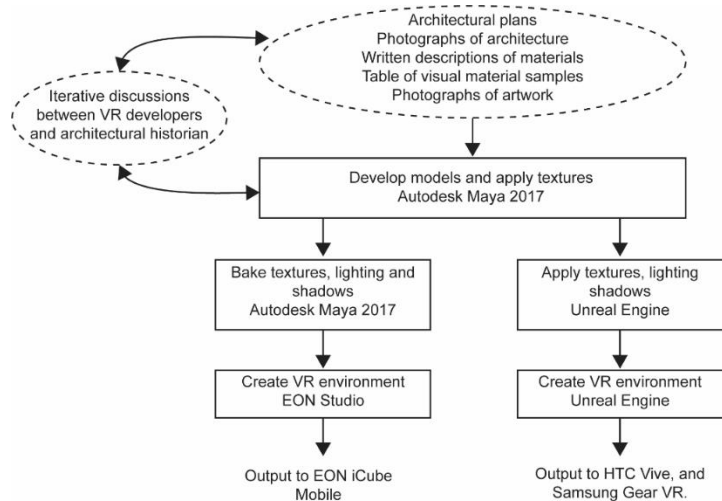 Architectural plans
Photographs of architecture
Written descriptions of materials
Table of visual material samples
Photographs of artwork
Iterative discussions
between VR developers
and architectural historian
Develop models and apply textures
Autodesk Maya 2017
Bake textures, lighting and
shadows
Autodesk Maya 2017
Apply textures, lighting
shadows
Unreal Engine
Create VR environment
EON Studio
Create VR environment
Unreal Engine
Output to EON iCube
Mobile
Output to HTC Vive, and
Samsung Gear VR.